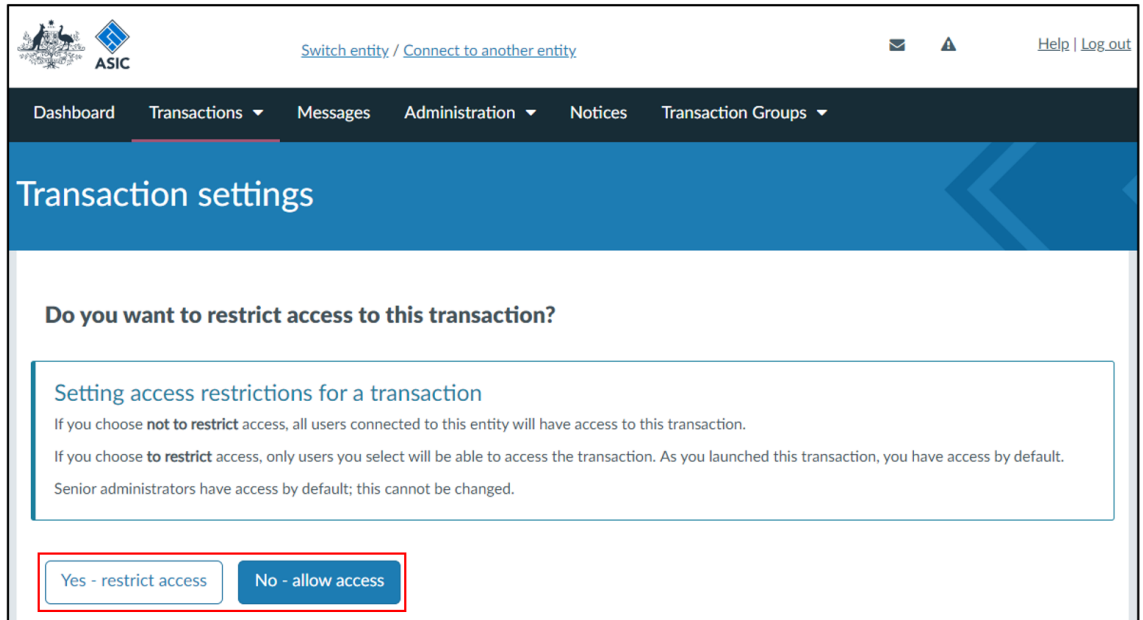 ASIC
Switch entity / Connect to another entity
Help | Log out
Dashboard Transactions Messages Administration Notices Transaction Groups
Transaction settings
Do you want to restrict access to this transaction?
Setting access restrictions for a transaction
If you choose not to restrict access, all users connected to this entity will have access to this transaction.
If you choose to restrict access, only users you select will be able to access the transaction. As you launched this transaction, you have access by default.
Senior administrators have access by default; this cannot be changed.
Yes - restrict access No - allow access